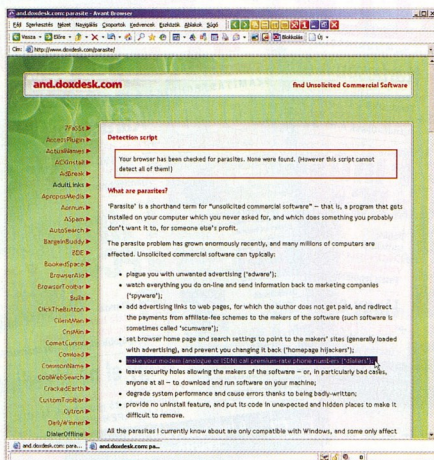 and.doxdesk.com: parasite - Avant Browser
Fájl Szerkesztés Nézet Navigálás Csoportok Kedvencek Eszközök Ablakok Súgó
Vissza Előre Blokkolás Új
Cím: http://www.doxdesk.com/parasite/
and.doxdesk.com
find Unsolicited Commercial Software
2FaSSt
AccessPlugin
ActualNames
ACXInstall
AdBreak
AdultLinks
AproposMedia
Aornum
ASpam
AutoSearch
BargainBuddy
BDE
BookedSpace
BrowserAid
BrowserToolbar
Bulla
ClickTheButton
ClientMan
CnsMin
CometCursor
Comload
CommonName
CoolWebSearch
CrackedEarth
CustomToolbar
Cytron
DailyWinner
DialerOffline
Detection script
Your browser has been checked for parasites. None were found. (However this script cannot
detect all of them!)
What are parasites?
'Parasite' is a shorthand term for "unsolicited commercial software" — that is, a program that gets
installed on your computer which you never asked for, and which does something you probably
don't want it to, for someone else's profit.
The parasite problem has grown enormously recently, and many millions of computers are
affected. Unsolicited commercial software can typically:
• plague you with unwanted advertising ('adware');
• watch everything you do on-line and send information back to marketing companies
('spyware');
• add advertising links to web pages, for which the author does not get paid, and redirect
the payments from affiliate-fee schemes to the makers of the software (such software is
sometimes called 'scumware');
• set browser home page and search settings to point to the makers' sites (generally loaded
with advertising), and prevent you changing it back ('homepage hijackers');
• make your modem (analogue or ISDN) call premium-rate phone numbers ('dialers');
• leave security holes allowing the makers of the software — or, in particularly bad cases,
anyone at all — to download and run software on your machine;
• degrade system performance and cause errors thanks to being badly-written;
• provide no uninstall feature, and put its code in unexpected and hidden places to make it
difficult to remove.
All the parasites I currently know about are only compatible with Windows, and some only affect
and.doxdesk.com: para... and.doxdesk.com: pa...
0